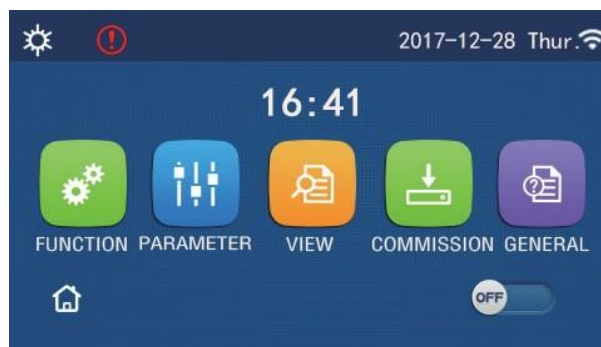 2017-12-28 Thur.
16:41
FUNCTION PARAMETER VIEW COMMISSION GENERAL
OFF